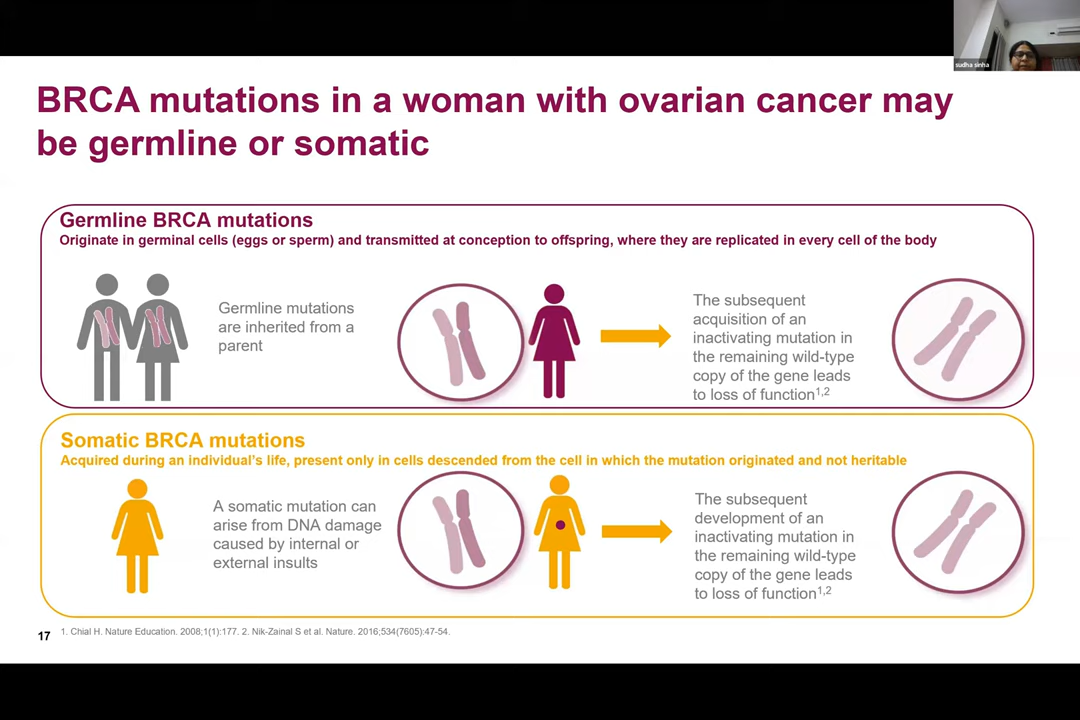 sudha sinha
BRCA mutations in a woman with ovarian cancer may
be germline or somatic
Germline BRCA mutations
Originate in germinal cells (eggs or sperm) and transmitted at conception to offspring, where they are replicated in every cell of the body
Germline mutations
are inherited from a
parent
The subsequent
acquisition of an
inactivating mutation in
the remaining wild-type
copy of the gene leads
to loss of function1,2
Somatic BRCA mutations
Acquired during an individual’s life, present only in cells descended from the cell in which the mutation originated and not heritable
A somatic mutation can
arise from DNA damage
caused by internal or
external insults
The subsequent
development of an
inactivating mutation in
the remaining wild-type
copy of the gene leads
to loss of function1,2
17 1. Chial H. Nature Education. 2008;1(1):177. 2. Nik-Zainal S et al. Nature. 2016;534(7605):47-54.